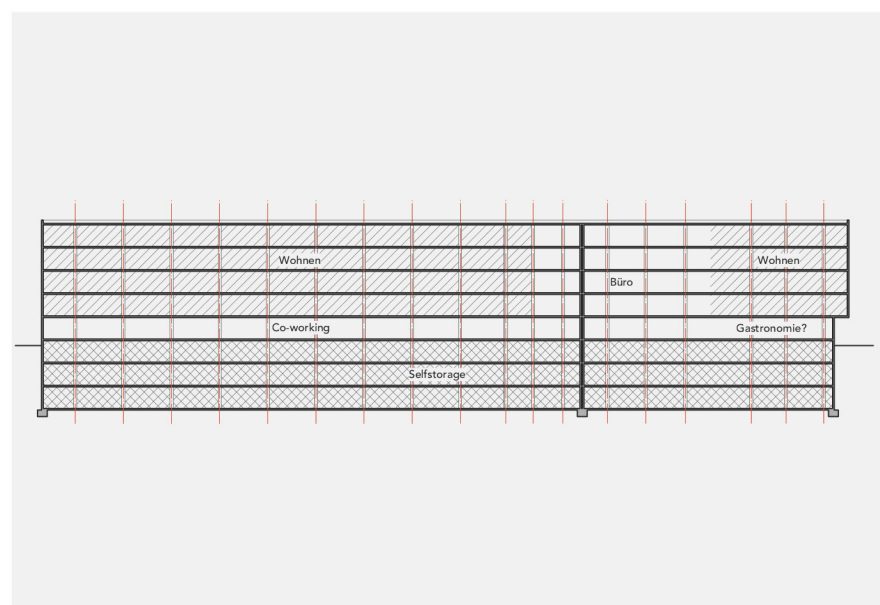 Wohnen
Wohnen
Büro
Co-working
Gastronomie?
Selfstorage